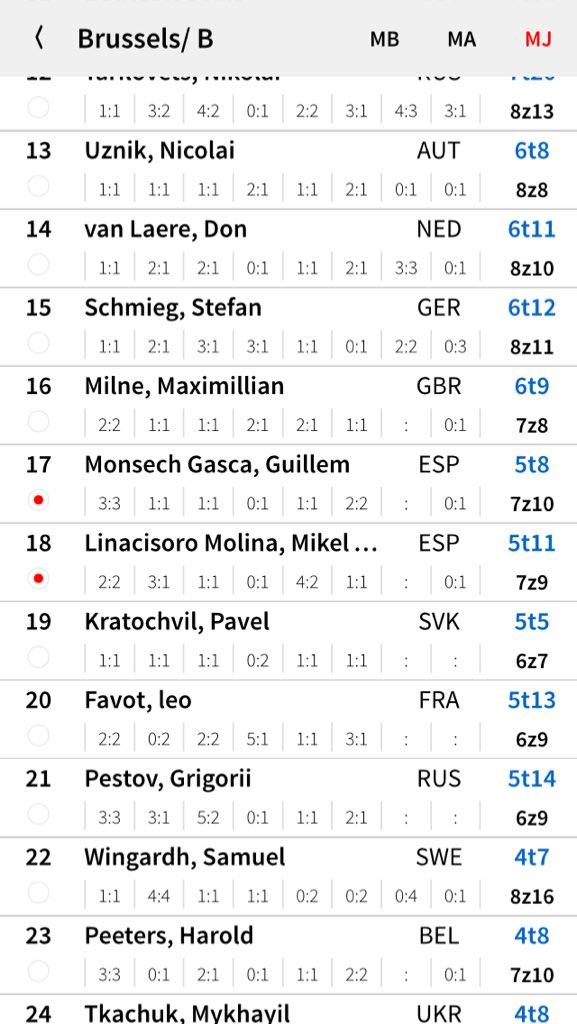 Brussels/ B MB MA MJ
1:1 3:2 4:2 0:1 2:2 3:1 4:3 3:1 8z13
13 Uznik, Nicolai AUT 6t8
1:1 1:1 1:1 2:1 1:1 2:1 0:1 0:1 8z8
14 van Laere, Don NED 6t11
1:1 2:1 2:1 0:1 1:1 2:1 3:3 0:1 8z10
15 Schmieg, Stefan GER 6t12
1:1 2:1 3:1 3:1 1:1 0:1 2:2 0:3 8z11
16 Milne, Maximillian GBR 6t9
2:2 1:1 1:1 2:1 2:1 1:1 : 0:1 7z8
17 Monsech Gasca, Guillem ESP 5t8
3:3 1:1 1:1 0:1 1:1 2:2 : 0:1 7z10
18 Linacisoro Molina, Mikel ... ESP 5t11
2:2 3:1 1:1 0:1 4:2 1:1 : 0:1 7z9
19 Kratochvil, Pavel SVK 5t5
1:1 1:1 1:1 0:2 1:1 1:1 : : 6z7
20 Favot, leo FRA 5t13
2:2 0:2 2:2 5:1 1:1 3:1 : : 6z9
21 Pestov, Grigorii RUS 5t14
3:3 3:1 5:2 0:1 1:1 2:1 : : 6z9
22 Wingardh, Samuel SWE 4t7
1:1 4:4 1:1 1:1 0:2 0:2 0:4 0:1 8z16
23 Peeters, Harold BEL 4t8
3:3 0:1 2:1 0:1 1:1 2:2 : 0:1 7z10
24 Tkachuk, Mykhayil UKR 4t8